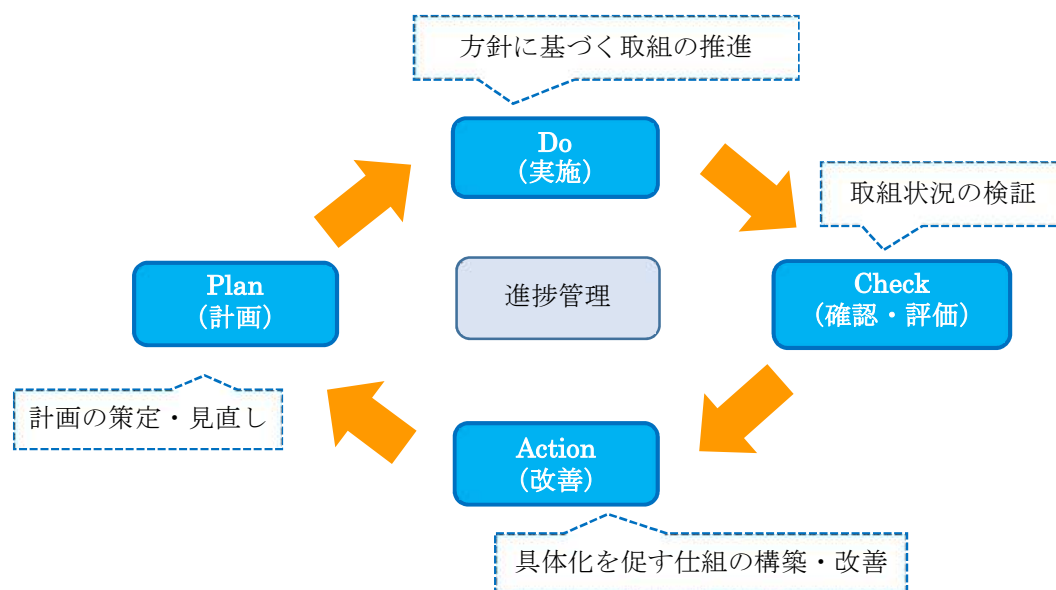 方針に基づく取組の推進
Do
(実施)
取組状況の検証
Plan
(計画)
進捗管理
Check
(確認・評価)
計画の策定・見直し
Action
(改善)
具体化を促す仕組の構築・改善